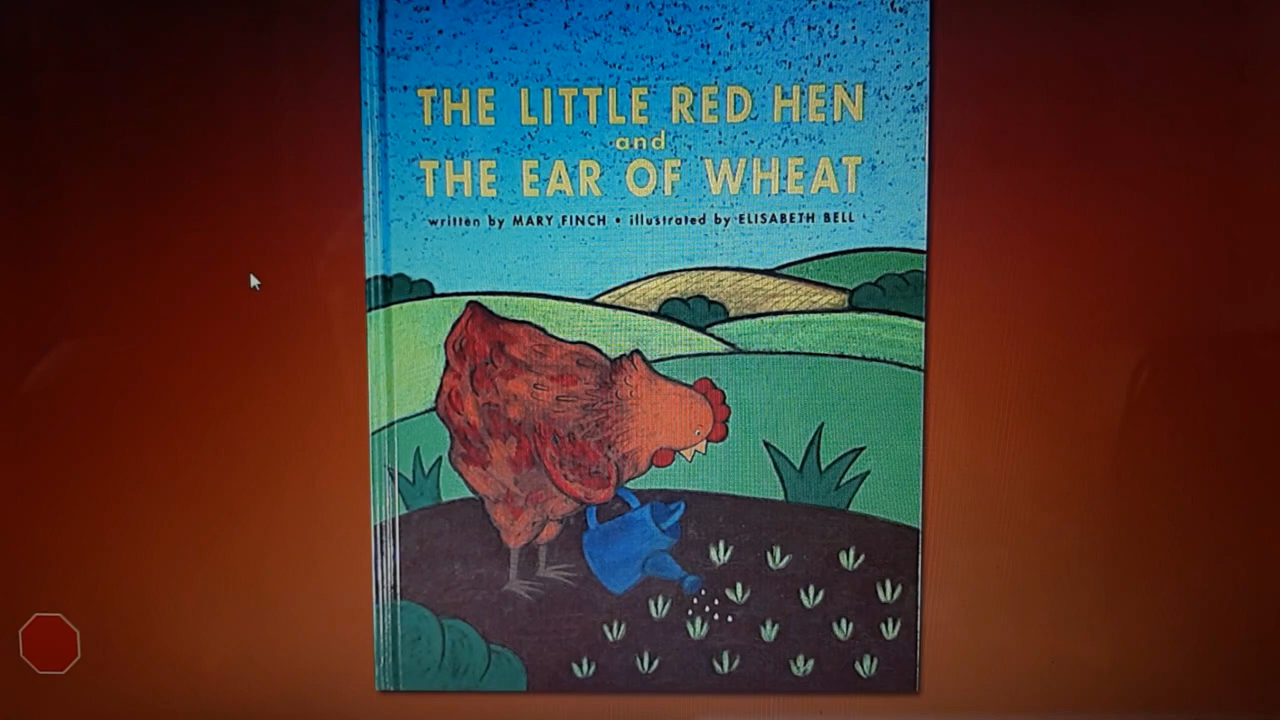 THE LITTLE RED HEN
and
THE EAR OF WHEAT
written by MARY FINCH • illustrated by ELISABETH BELL